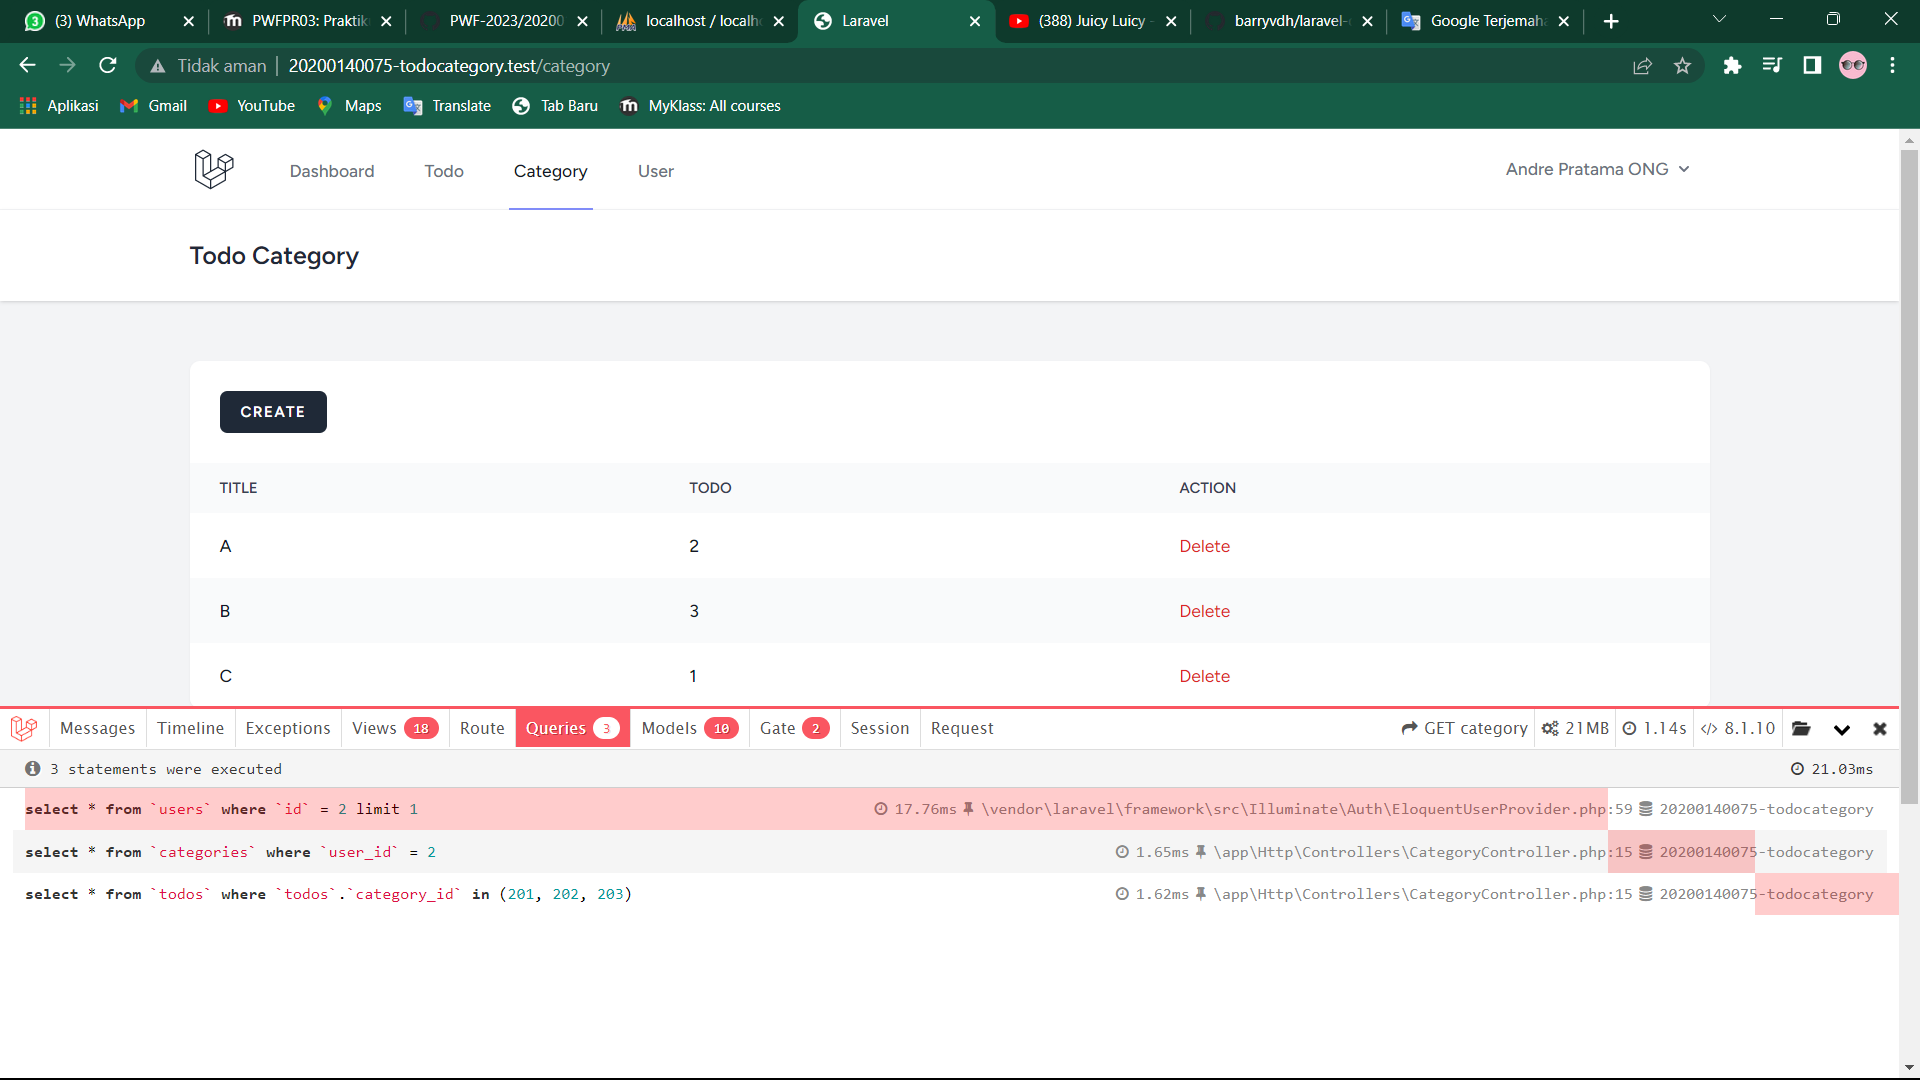 (3) WhatsApp
PWFPR03: Praktik
PWF-2023/20200
localhost / localh
Laravel
(388) Juicy Luicy -
barryvdh/laravel-
Google Terjemah
Tidak aman 20200140075-todocategory.test/category
Aplikasi Gmail YouTube Maps Translate Tab Baru MyKlass: All courses
Dashboard Todo Category User Andre Pratama ONG
Todo Category
CREATE
TITLE TODO ACTION
A 2 Delete
B 3 Delete
C 1 Delete
Messages Timeline Exceptions Views 18 Route Queries 3 Models 10 Gate 2 Session Request GET category 21MB 1.14s </> 8.1.10
3 statements were executed 21.03ms
select * from `users` where `id` = 2 limit 1 17.76ms \vendor\laravel\framework\src\Illuminate\Auth\EloquentUserProvider.php:59 20200140075-todocategory
select * from `categories` where `user_id` = 2 1.65ms \app\Http\Controllers\CategoryController.php:15 20200140075-todocategory
select * from `todos` where `todos`.`category_id` in (201, 202, 203) 1.62ms \app\Http\Controllers\CategoryController.php:15 20200140075-todocategory